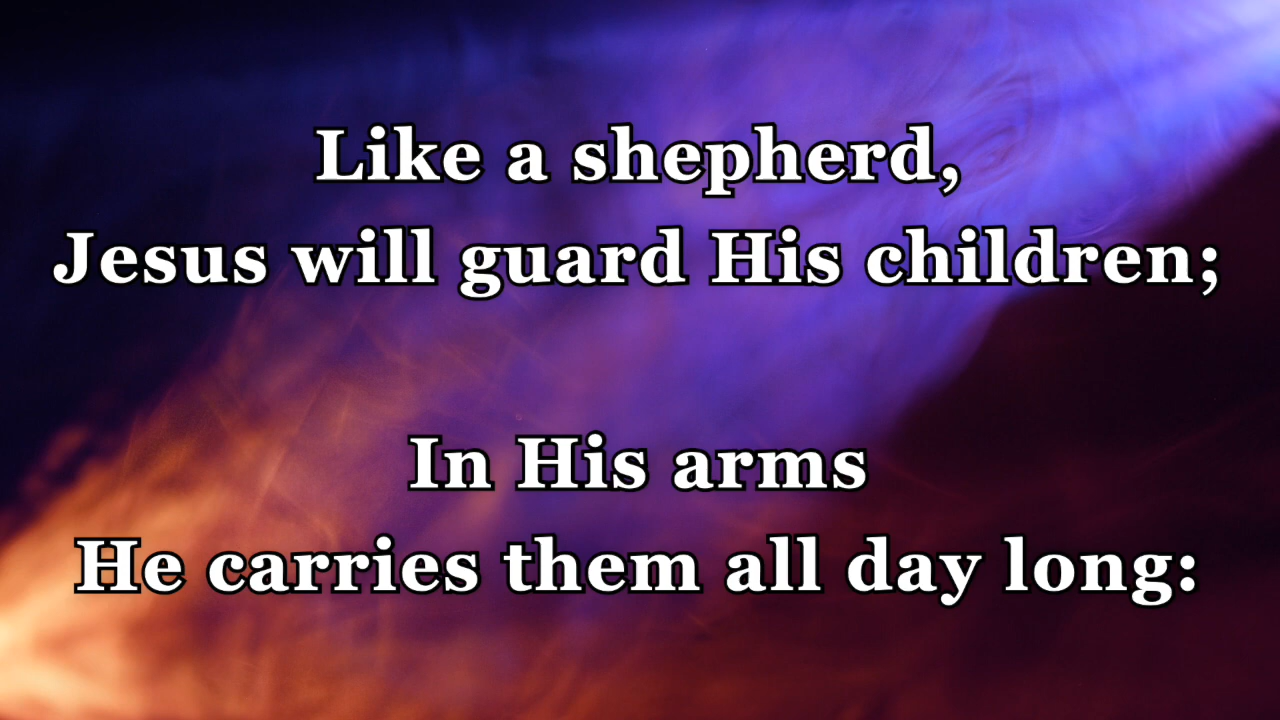 Like a shepherd,
Jesus will guard His children;
In His arms
He carries them all day long: